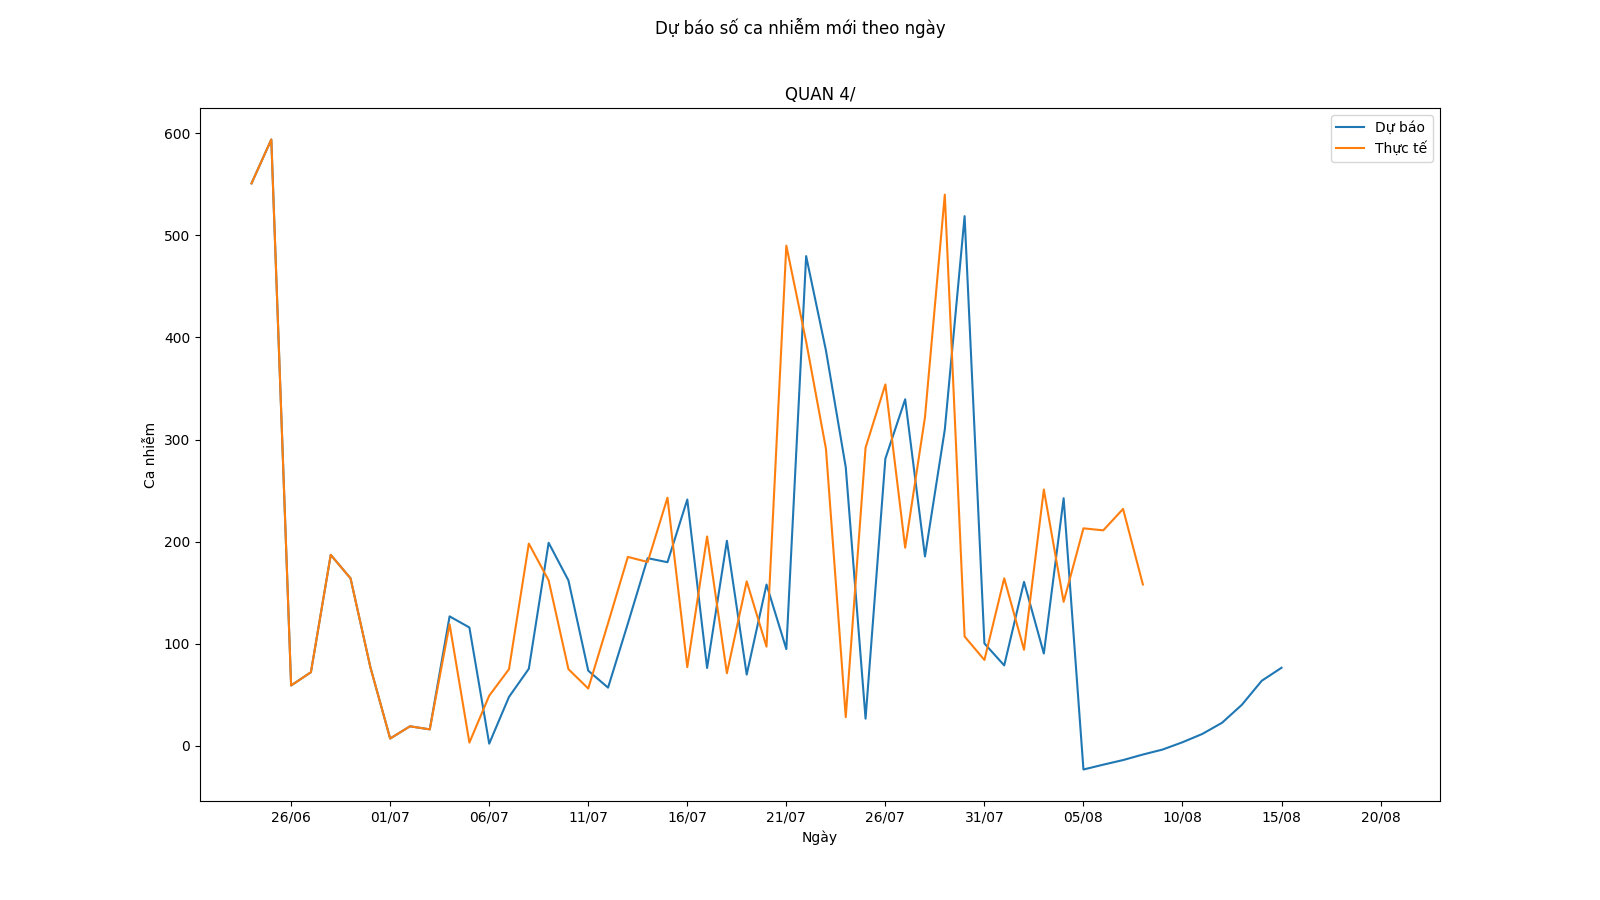 Dự báo số ca nhiễm mới theo ngày
QUAN 4/
Dự báo
Thực tế
600
500
400
300
200
100
0
Ca nhiễm
26/06 01/07 06/07 11/07 16/07 21/07 26/07 31/07 05/08 10/08 15/08 20/08
Ngày